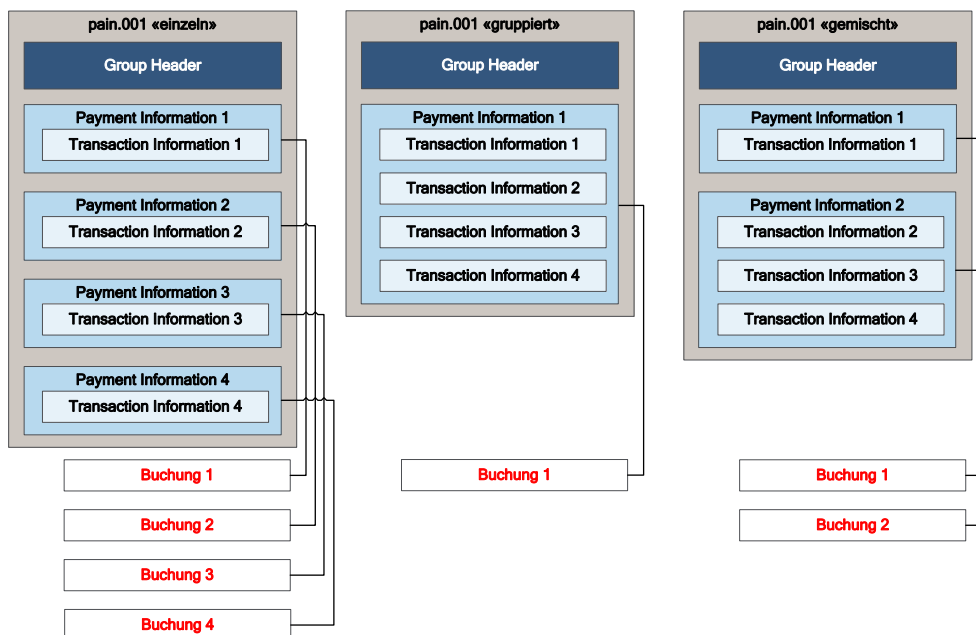 pain.001 «einzeln»
Group Header
Payment Information 1
Transaction Information 1
Payment Information 2
Transaction Information 2
Payment Information 3
Transaction Information 3
Payment Information 4
Transaction Information 4
Buchung 1
Buchung 2
Buchung 3
Buchung 4
pain.001 «gruppiert»
Group Header
Payment Information 1
Transaction Information 1
Transaction Information 2
Transaction Information 3
Transaction Information 4
Buchung 1
pain.001 «gemischt»
Group Header
Payment Information 1
Transaction Information 1
Payment Information 2
Transaction Information 2
Transaction Information 3
Transaction Information 4
Buchung 1
Buchung 2